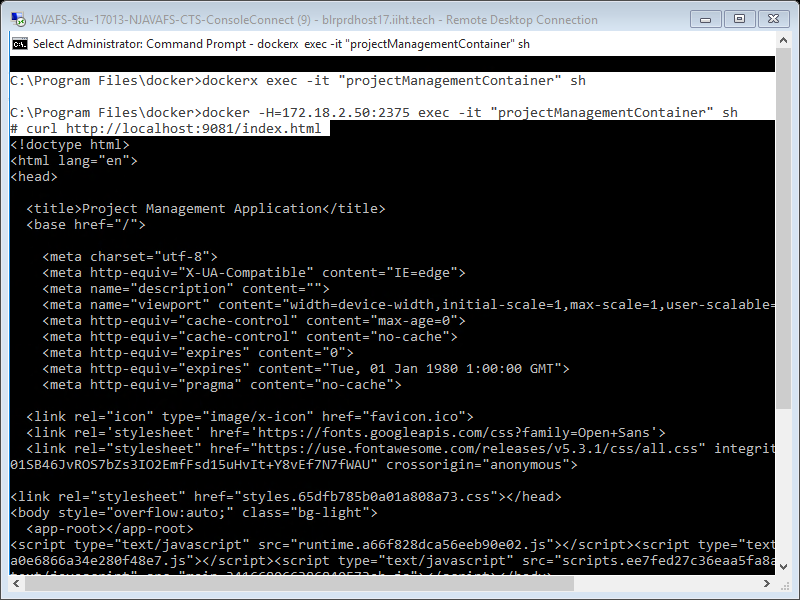 JAVAFS-Stu-17013-NJAVAFS-CTS-ConsoleConnect (9) - blrprdhost17.iiht.tech - Remote Desktop Connection
Select Administrator: Command Prompt - dockerx exec -it "projectManagementContainer" sh
C:\Program Files\docker>dockerx exec -it "projectManagementContainer" sh
C:\Program Files\docker>docker -H=172.18.2.50:2375 exec -it "projectManagementContainer" sh
# curl http://localhost:9081/index.html
<!doctype html>
<html lang="en">
<head>
<title>Project Management Application</title>
<base href="/">
<meta charset="utf-8">
<meta http-equiv="X-UA-Compatible" content="IE=edge">
<meta name="description" content="">
<meta name="viewport" content="width=device-width,initial-scale=1,max-scale=1,user-scalable=
<meta http-equiv="cache-control" content="max-age=0">
<meta http-equiv="cache-control" content="no-cache">
<meta http-equiv="expires" content="0">
<meta http-equiv="expires" content="Tue, 01 Jan 1980 1:00:00 GMT">
<meta http-equiv="pragma" content="no-cache">
<link rel="icon" type="image/x-icon" href="favicon.ico">
<link rel='stylesheet' href='https://fonts.googleapis.com/css?family=Open+Sans'>
<link rel="stylesheet" href="https://use.fontawesome.com/releases/v5.3.1/css/all.css" integrit
01SB46JvROS7bZs3IO2EmfFsd15uHvIt+Y8vEf7N7fWAU" crossorigin="anonymous">
<link rel="stylesheet" href="styles.65dfb785b0a01a808a73.css"></head>
<body style="overflow:auto;" class="bg-light">
<app-root></app-root>
<script type="text/javascript" src="runtime.a66f828dca56eeb90e02.js"></script><script type="text
a0e6866a34e280f48e7.js"></script><script type="text/javascript" src="scripts.ee7fed27c36eaa5fa8a